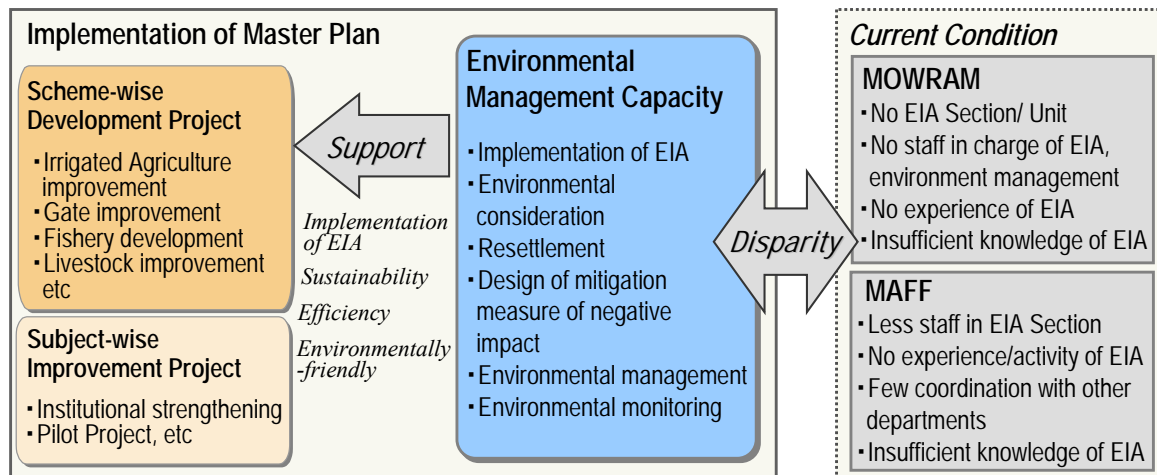 Implementation of Master Plan
Scheme-wise
Development Project
・Irrigated Agriculture
improvement
・Gate improvement
・Fishery development
・Livestock improvement
etc
Subject-wise
Improvement Project
・Institutional strengthening
・Pilot Project, etc
Support
Implementation
of EIA
Sustainability
Efficiency
Environmentally
-friendly
Environmental
Management Capacity
・Implementation of EIA
・Environmental
consideration
・Resettlement
・Design of mitigation
measure of negative
impact
・Environmental management
・Environmental monitoring
Disparity
Current Condition
MOWRAM
・No EIA Section/ Unit
・No staff in charge of EIA,
environment management
・No experience of EIA
・Insufficient knowledge of EIA
MAFF
・Less staff in EIA Section
・No experience/activity of EIA
・Few coordination with other
departments
・Insufficient knowledge of EIA